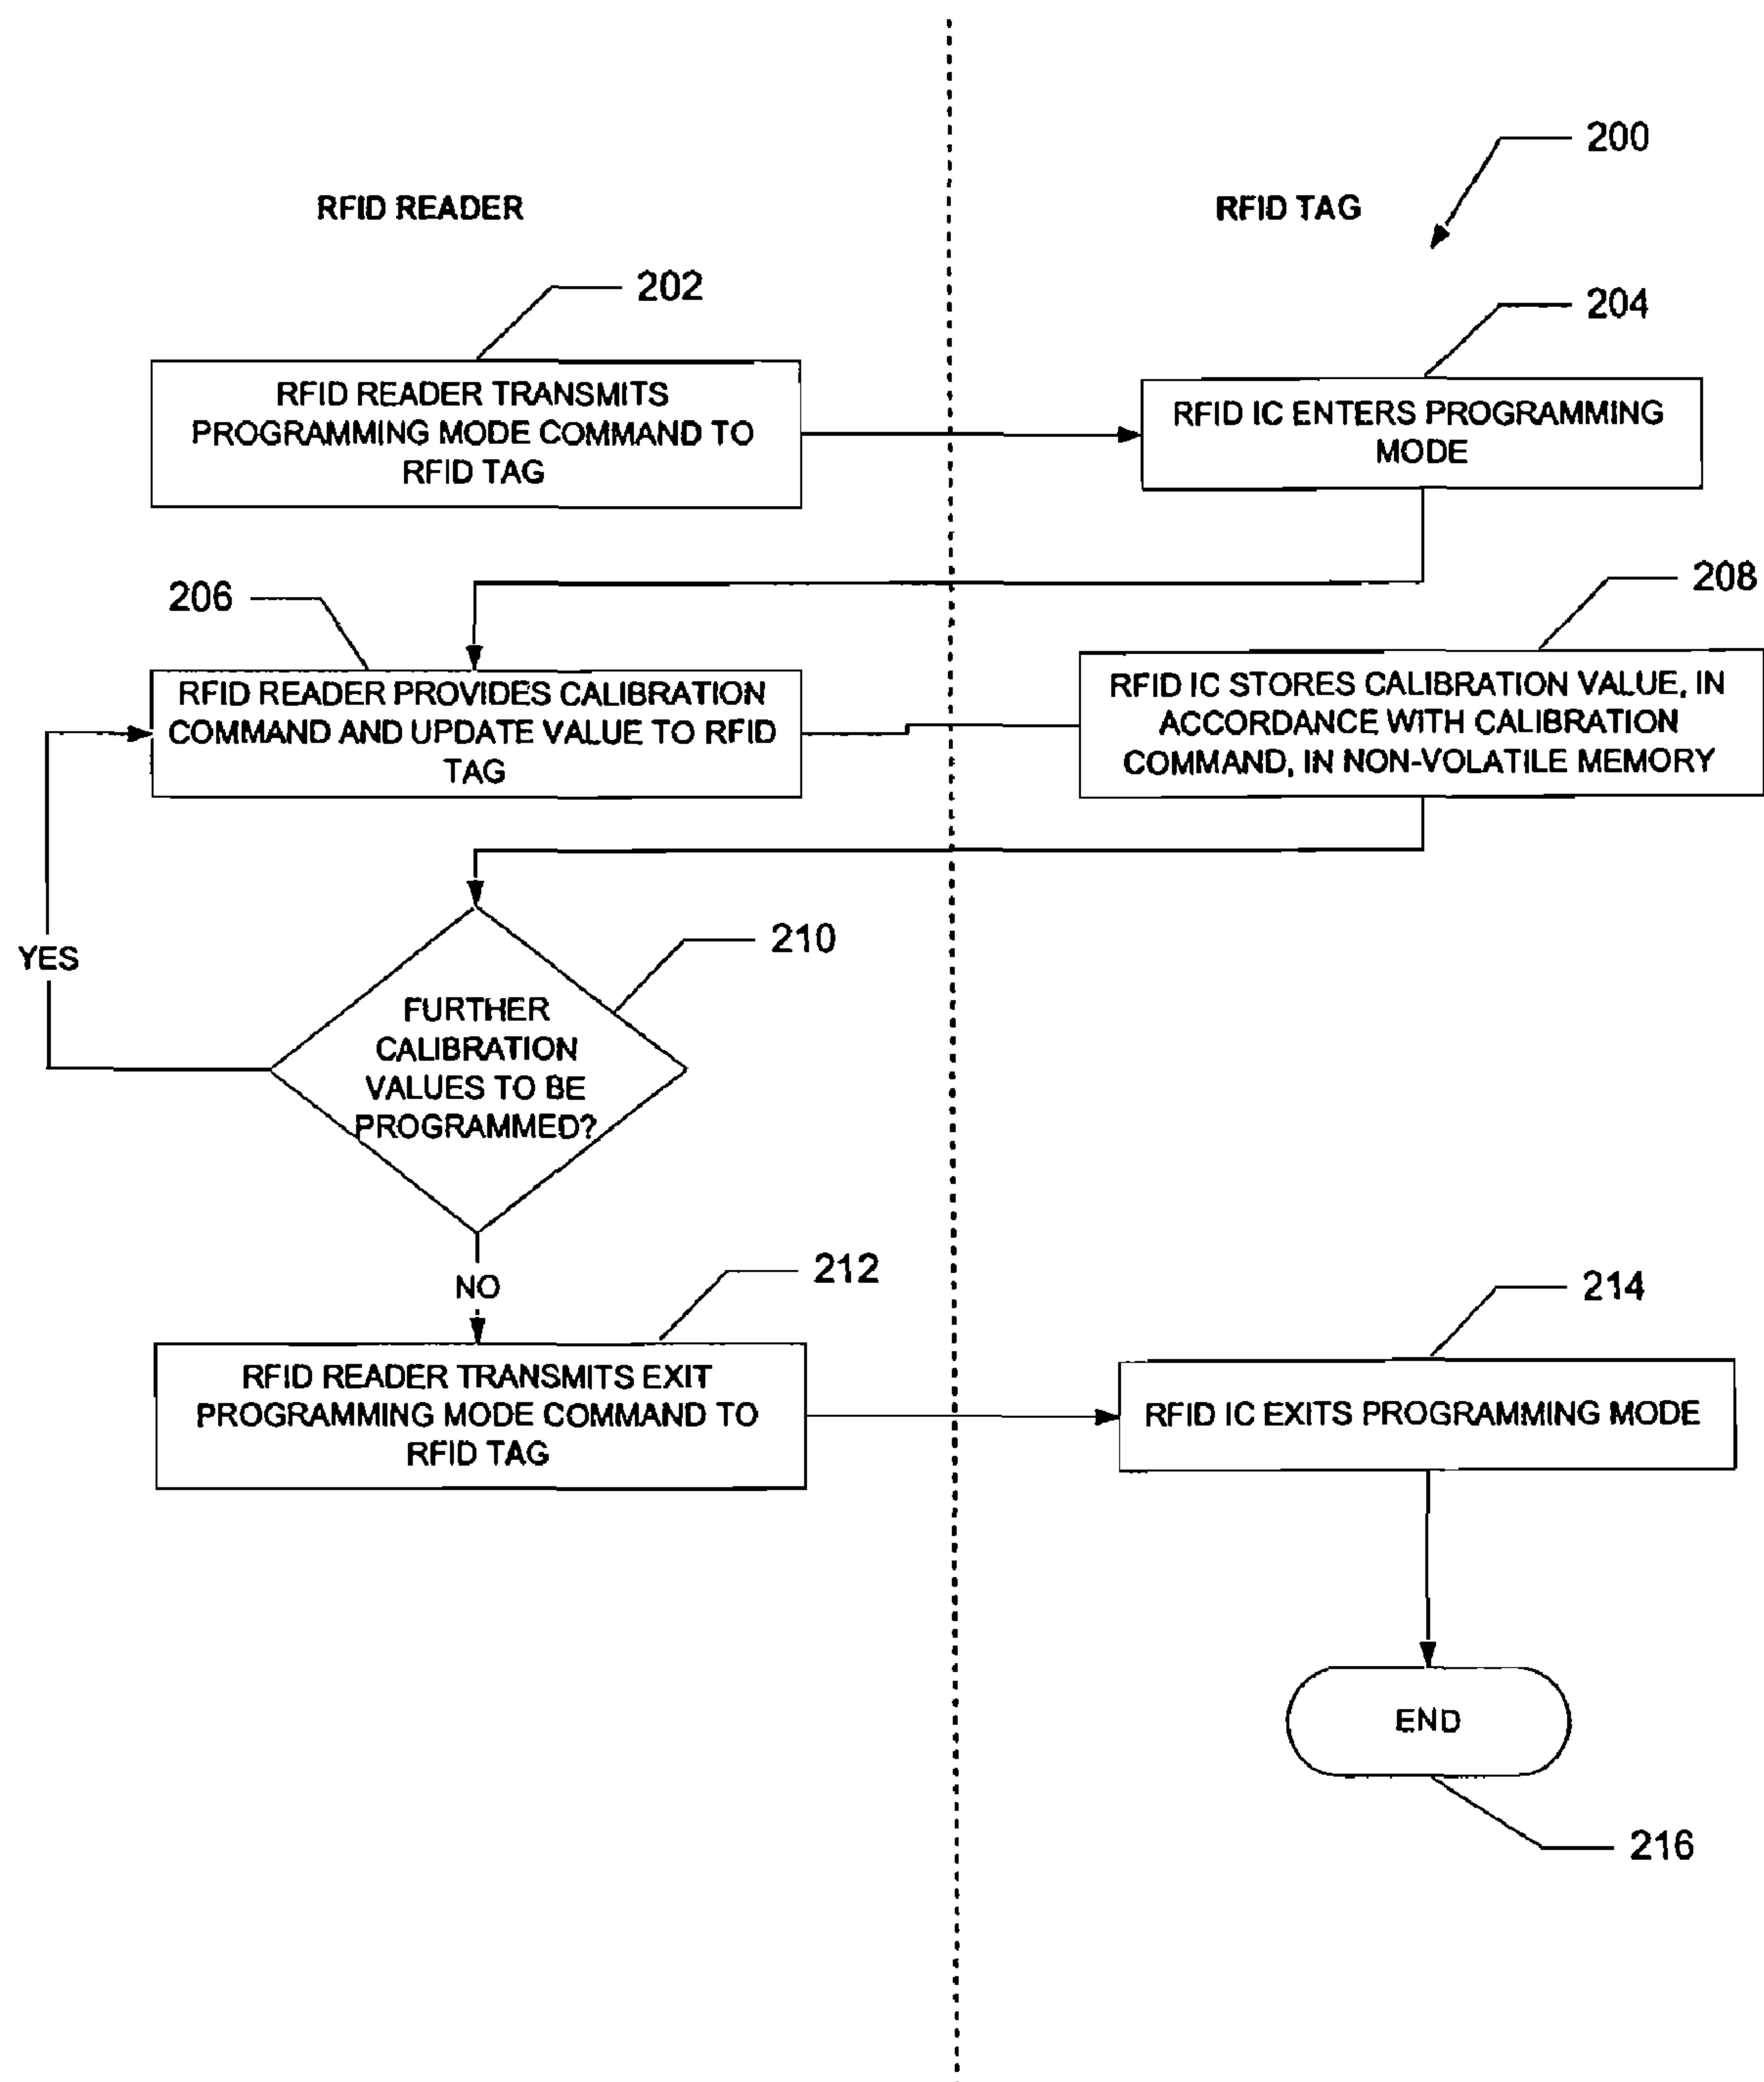 200
RFID READER
RFID TAG
202
204
RFID READER TRANSMITS
PROGRAMMING MODE COMMAND TO
RFID TAG
RFID IC ENTERS PROGRAMMING
MODE
206
208
RFID READER PROVIDES CALIBRATION
COMMAND AND UPDATE VALUE TO RFID
TAG
RFID IC STORES CALIBRATION VALUE, IN
ACCORDANCE WITH CALIBRATION
COMMAND, IN NON-VOLATILE MEMORY
YES
210
FURTHER
CALIBRATION
VALUES TO BE
PROGRAMMED?
NO
212
214
RFID READER TRANSMITS EXIT
PROGRAMMING MODE COMMAND TO
RFID TAG
RFID IC EXITS PROGRAMMING MODE
END
216